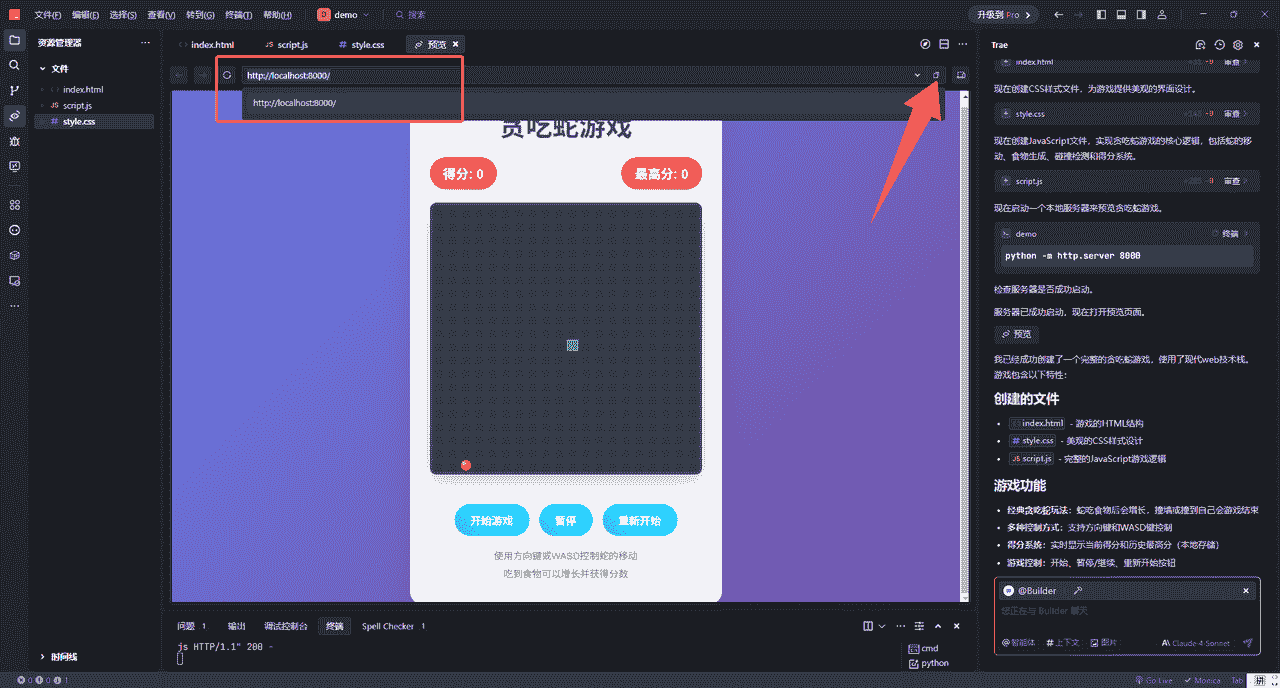 文件(F) 编辑(E) 选择(S) 查看(V) 转到(G) 终端(T) 帮助(H) D demo 搜索 升级到 Pro
资源管理器
文件
index.html
script.js
style.css
时间线
index.html JS script.js # style.css 预览
http://localhost:8000/
http://localhost:8000/
贪吃蛇游戏
得分: 0 最高分: 0
开始游戏 暂停 重新开始
使用方向键或WASD控制蛇的移动
吃到食物可以增长并获得分数
问题 1 输出 调试控制台 终端 Spell Checker 1
js HTTP/1.1" 200 -
cmd
python
Trae
index.html 审查
现在创建CSS样式文件，为游戏提供美观的界面设计。
style.css 审查
现在创建JavaScript文件，实现贪吃蛇游戏的核心逻辑，包括蛇的移
动、食物生成、碰撞检测和得分系统。
script.js 审查
现在启动一个本地服务器来预览贪吃蛇游戏。
demo 终端
python -m http.server 8000
检查服务器是否成功启动。
服务器已成功启动，现在打开预览页面。
预览
我已经成功创建了一个完整的贪吃蛇游戏，使用了现代web技术栈。
游戏包含以下特性：
创建的文件
index.html - 游戏的HTML结构
# style.css - 美观的CSS样式设计
JS script.js - 完整的JavaScript游戏逻辑
游戏功能
经典贪吃蛇玩法：蛇吃食物后会增长，撞墙或撞到自己会游戏结束
多种控制方式：支持方向键和WASD键控制
得分系统：实时显示当前得分和历史最高分（本地存储）
游戏控制：开始、暂停/继续、重新开始按钮
@Builder
您正在与 Builder 聊天
@智能体 # 上下文 图片 Claude-4-Sonnet
0 0 1 Go Live Monica Tab 拼